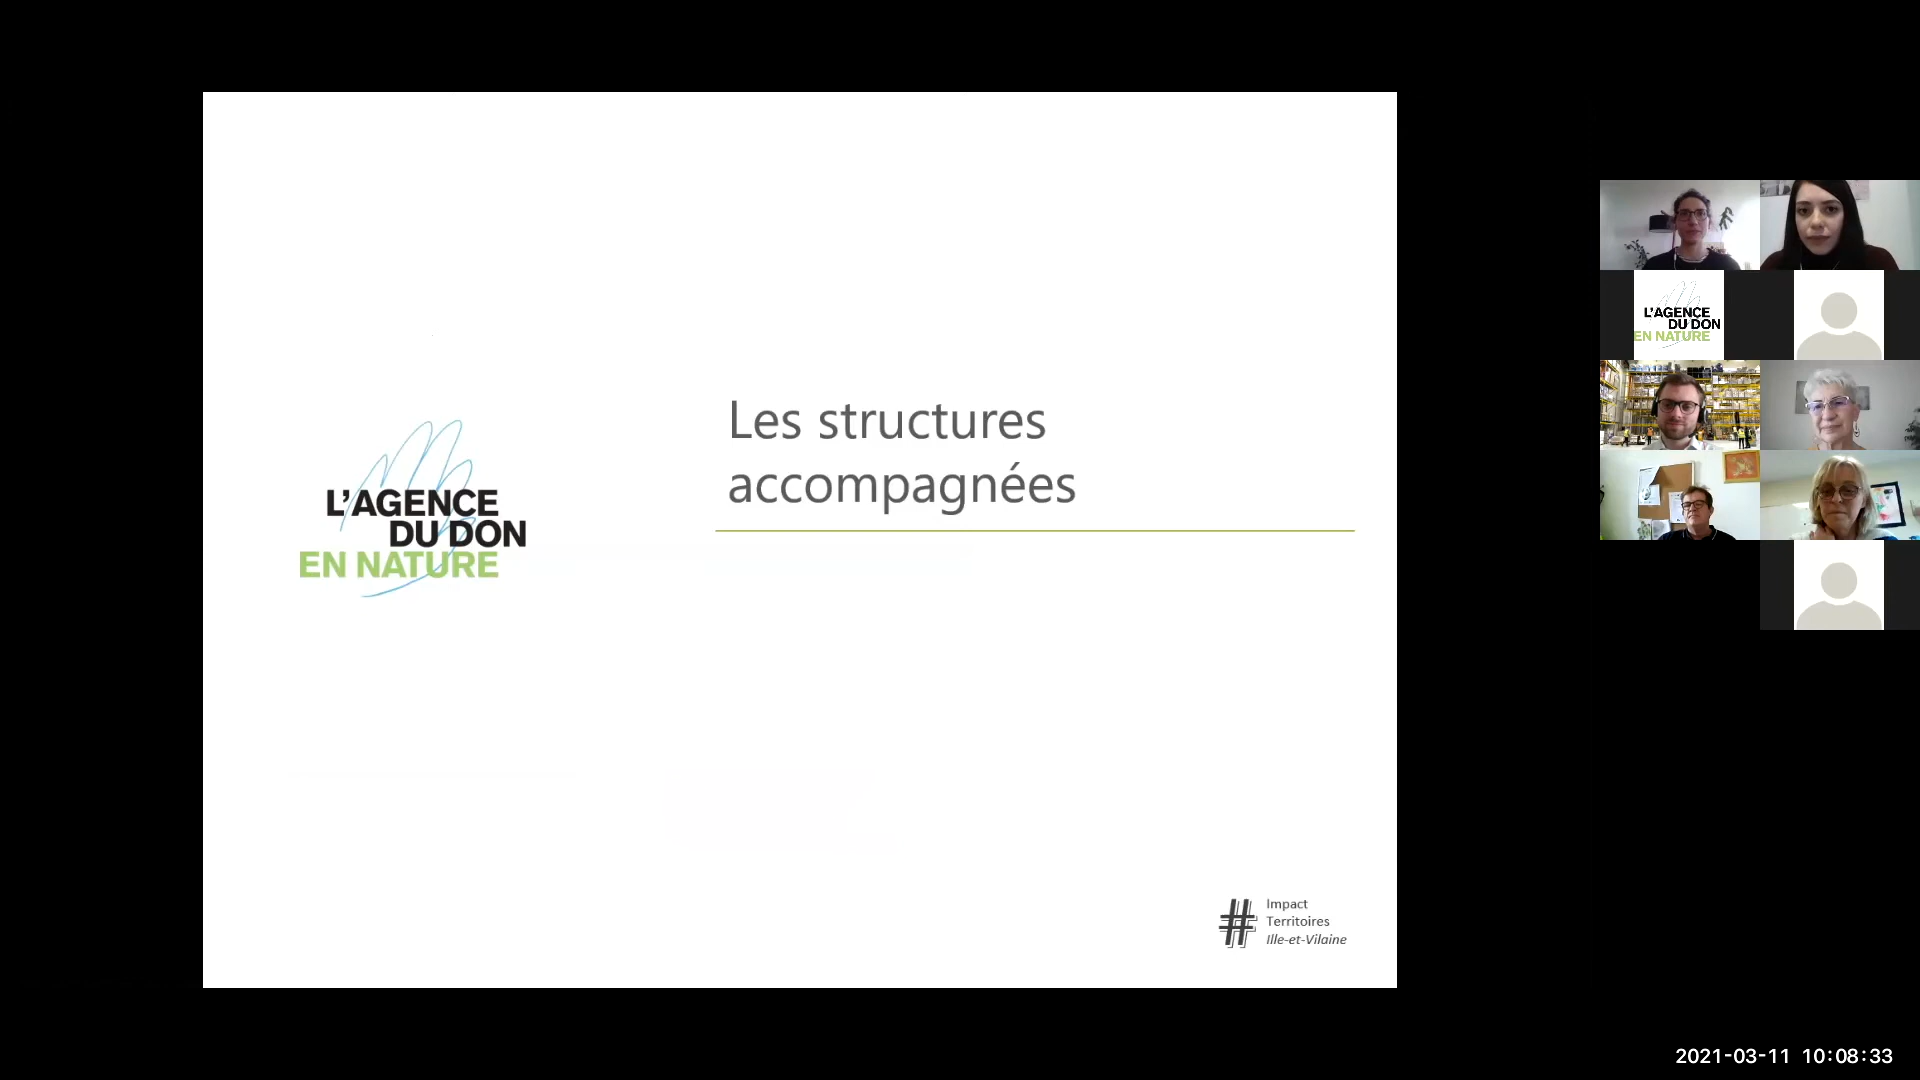 Les structures
accompagnées
L'AGENCE
DU DON
EN NATURE
Impact
Territoires
Ille-et-Vilaine
L'AGENCE
DU DON
EN NATURE
2021-03-11 10:08:33